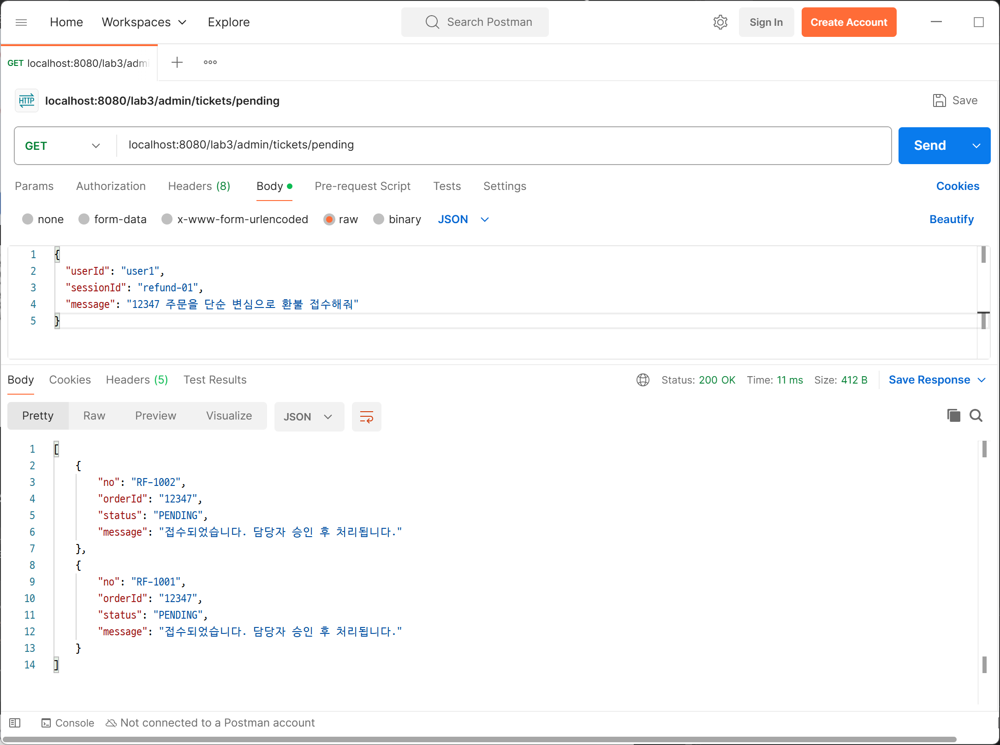 Home Workspaces Explore Search Postman Sign In Create Account
GET localhost:8080/lab3/admi
HTTP localhost:8080/lab3/admin/tickets/pending Save
GET localhost:8080/lab3/admin/tickets/pending Send
Params Authorization Headers (8) Body Pre-request Script Tests Settings Cookies
none form-data x-www-form-urlencoded raw binary JSON Beautify
1 {
2 "userId": "user1",
3 "sessionId": "refund-01",
4 "message": "12347 주문을 단순 변심으로 환불 접수해줘"
5 }
Body Cookies Headers (5) Test Results Status: 200 OK Time: 11 ms Size: 412 B Save Response
Pretty Raw Preview Visualize JSON
1 [
2 {
3 "no": "RF-1002",
4 "orderId": "12347",
5 "status": "PENDING",
6 "message": "접수되었습니다. 담당자 승인 후 처리됩니다."
7 },
8 {
9 "no": "RF-1001",
10 "orderId": "12347",
11 "status": "PENDING",
12 "message": "접수되었습니다. 담당자 승인 후 처리됩니다."
13 }
14 ]
Console Not connected to a Postman account